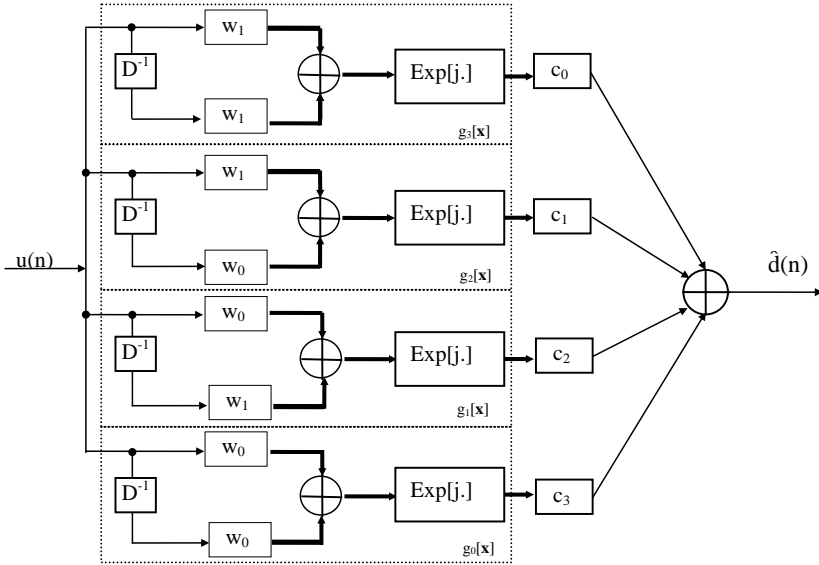 w₁
D⁻¹
Exp[j.]
c₀
w₁
g₃[x]
w₁
D⁻¹
Exp[j.]
c₁
w₀
g₂[x]
u(n)
d̂(n)
w₀
D⁻¹
Exp[j.]
c₂
w₁
g₁[x]
w₀
D⁻¹
Exp[j.]
c₃
w₀
g₀[x]